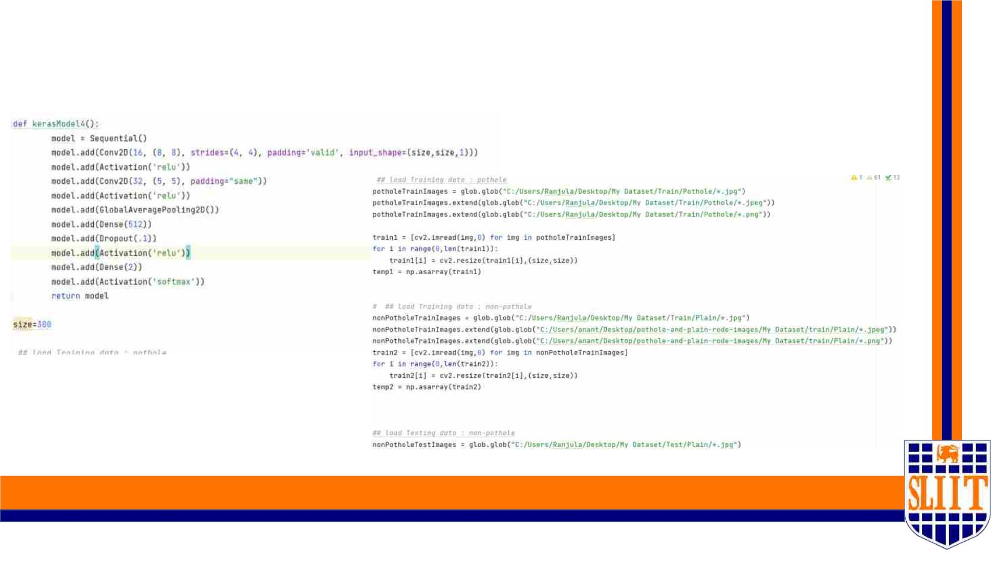 def kerasModel4():
model = Sequential()
model.add(Conv2D(16, (8, 8), strides=(4, 4), padding='valid', input_shape=(size,size,1)))
model.add(Activation('relu'))
model.add(Conv2D(32, (5, 5), padding="same"))
model.add(Activation('relu'))
model.add(GlobalAveragePooling2D())
model.add(Dense(512))
model.add(Dropout(.1))
model.add(Activation('relu'))
model.add(Dense(2))
model.add(Activation('softmax'))
return model
size=300
## load Training data : pothole
1 61 13
## load Training data : pothole
potholeTrainImages = glob.glob("C:/Users/Ranjula/Desktop/My Dataset/Train/Pothole/*.jpg")
potholeTrainImages.extend(glob.glob("C:/Users/Ranjula/Desktop/My Dataset/Train/Pothole/*.jpeg"))
potholeTrainImages.extend(glob.glob("C:/Users/Ranjula/Desktop/My Dataset/Train/Pothole/*.png"))
train1 = [cv2.imread(img,0) for img in potholeTrainImages]
for i in range(0,len(train1)):
train1[i] = cv2.resize(train1[i],(size,size))
temp1 = np.asarray(train1)
# ## load Training data : non-pothole
nonPotholeTrainImages = glob.glob("C:/Users/Ranjula/Desktop/My Dataset/Train/Plain/*.jpg")
nonPotholeTrainImages.extend(glob.glob("C:/Users/anant/Desktop/pothole-and-plain-rode-images/My Dataset/train/Plain/*.jpeg"))
nonPotholeTrainImages.extend(glob.glob("C:/Users/anant/Desktop/pothole-and-plain-rode-images/My Dataset/train/Plain/*.png"))
train2 = [cv2.imread(img,0) for img in nonPotholeTrainImages]
for i in range(0,len(train2)):
train2[i] = cv2.resize(train2[i],(size,size))
temp2 = np.asarray(train2)
## load Testing data : non-pothole
nonPotholeTestImages = glob.glob("C:/Users/Ranjula/Desktop/My Dataset/Test/Plain/*.jpg")
SLIIT